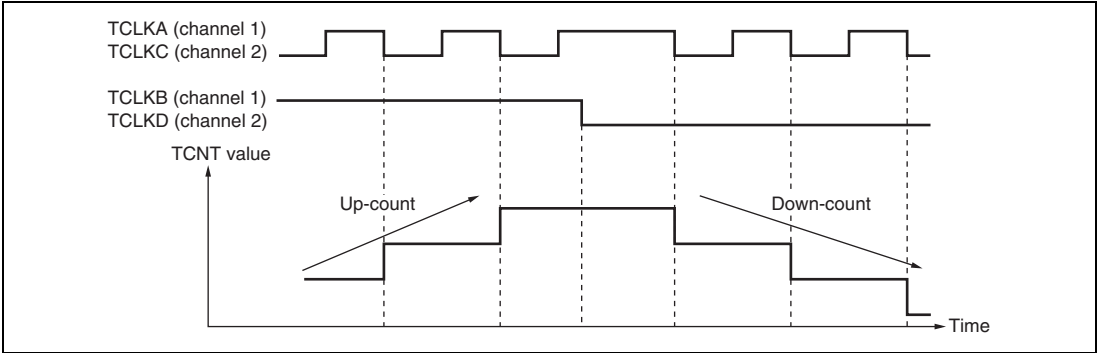 TCLKA (channel 1)
TCLKC (channel 2)
TCLKB (channel 1)
TCLKD (channel 2)
TCNT value
Up-count
Down-count
Time